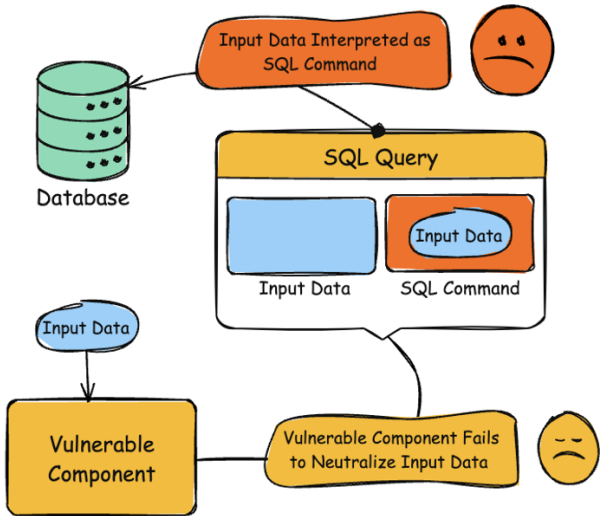 Input Data Interpreted as
SQL Command
Database
SQL Query
Input Data
Input Data
SQL Command
Input Data
Vulnerable
Component
Vulnerable Component Fails
to Neutralize Input Data